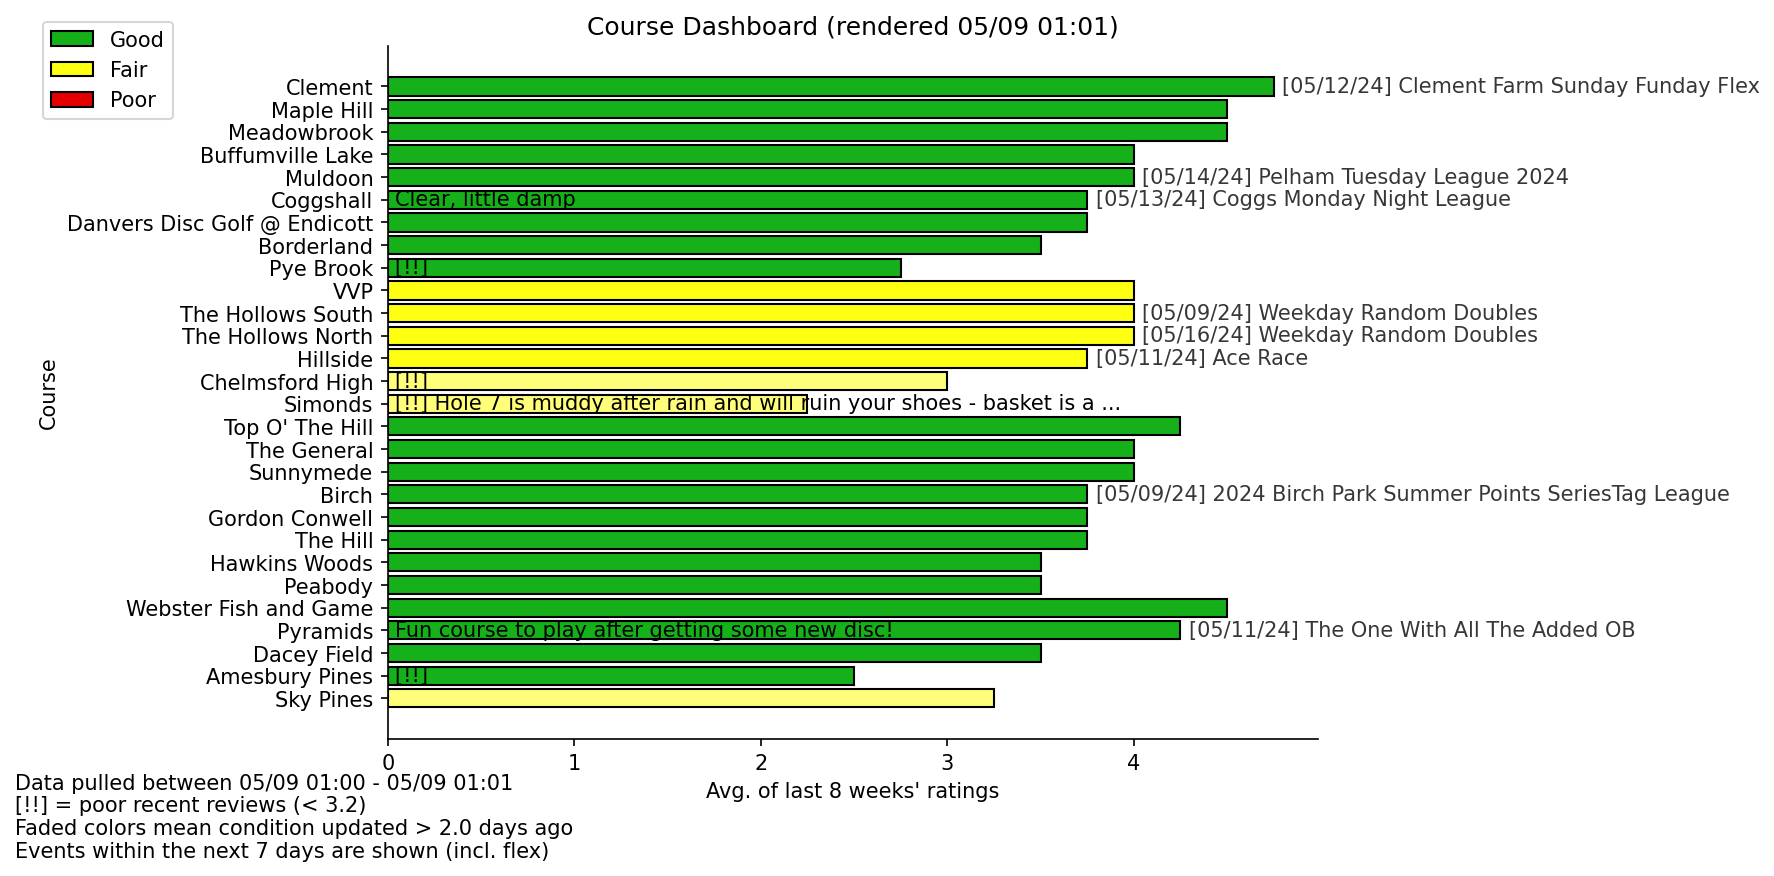 Course Dashboard (rendered 05/09 01:01)
Good
Fair
Poor
Course
Clement [05/12/24] Clement Farm Sunday Funday Flex
Maple Hill
Meadowbrook
Buffumville Lake
Muldoon [05/14/24] Pelham Tuesday League 2024
Coggshall Clear, little damp [05/13/24] Coggs Monday Night League
Danvers Disc Golf @ Endicott
Borderland
Pye Brook [!!]
VVP
The Hollows South [05/09/24] Weekday Random Doubles
The Hollows North [05/16/24] Weekday Random Doubles
Hillside [05/11/24] Ace Race
Chelmsford High [!!]
Simonds [!!] Hole 7 is muddy after rain and will ruin your shoes - basket is a ...
Top O' The Hill
The General
Sunnymede
Birch [05/09/24] 2024 Birch Park Summer Points SeriesTag League
Gordon Conwell
The Hill
Hawkins Woods
Peabody
Webster Fish and Game
Pyramids Fun course to play after getting some new disc! [05/11/24] The One With All The Added OB
Dacey Field
Amesbury Pines [!!]
Sky Pines
0 1 2 3 4
Avg. of last 8 weeks' ratings
Data pulled between 05/09 01:00 - 05/09 01:01
[!!] = poor recent reviews (< 3.2)
Faded colors mean condition updated > 2.0 days ago
Events within the next 7 days are shown (incl. flex)